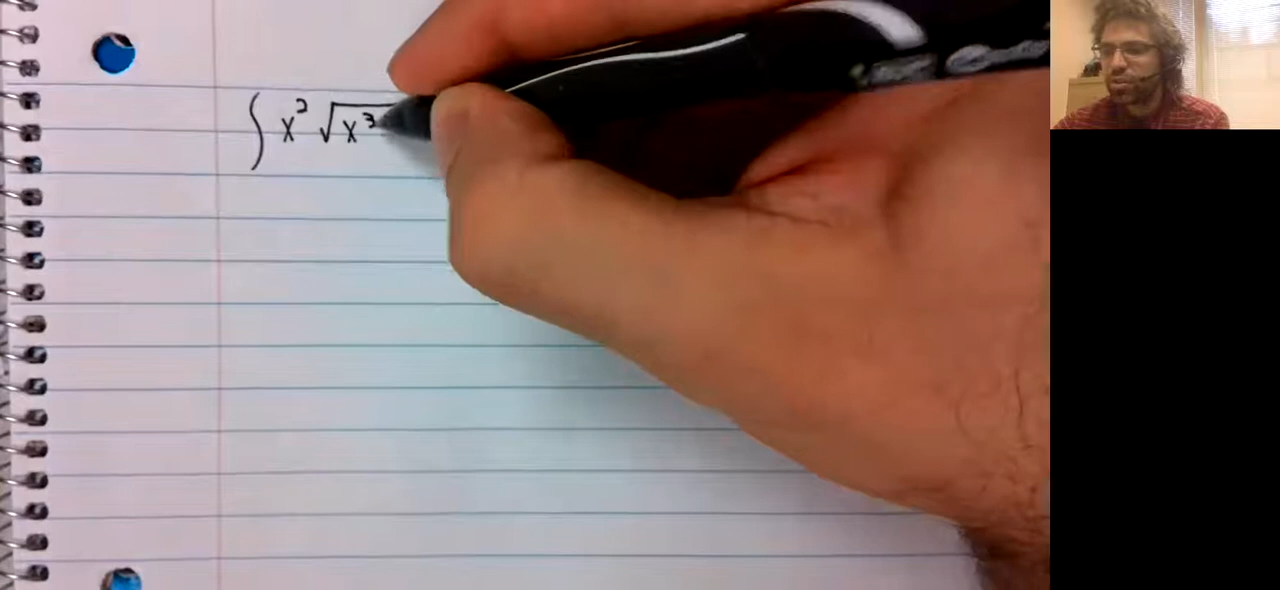 ∫ x² √x³